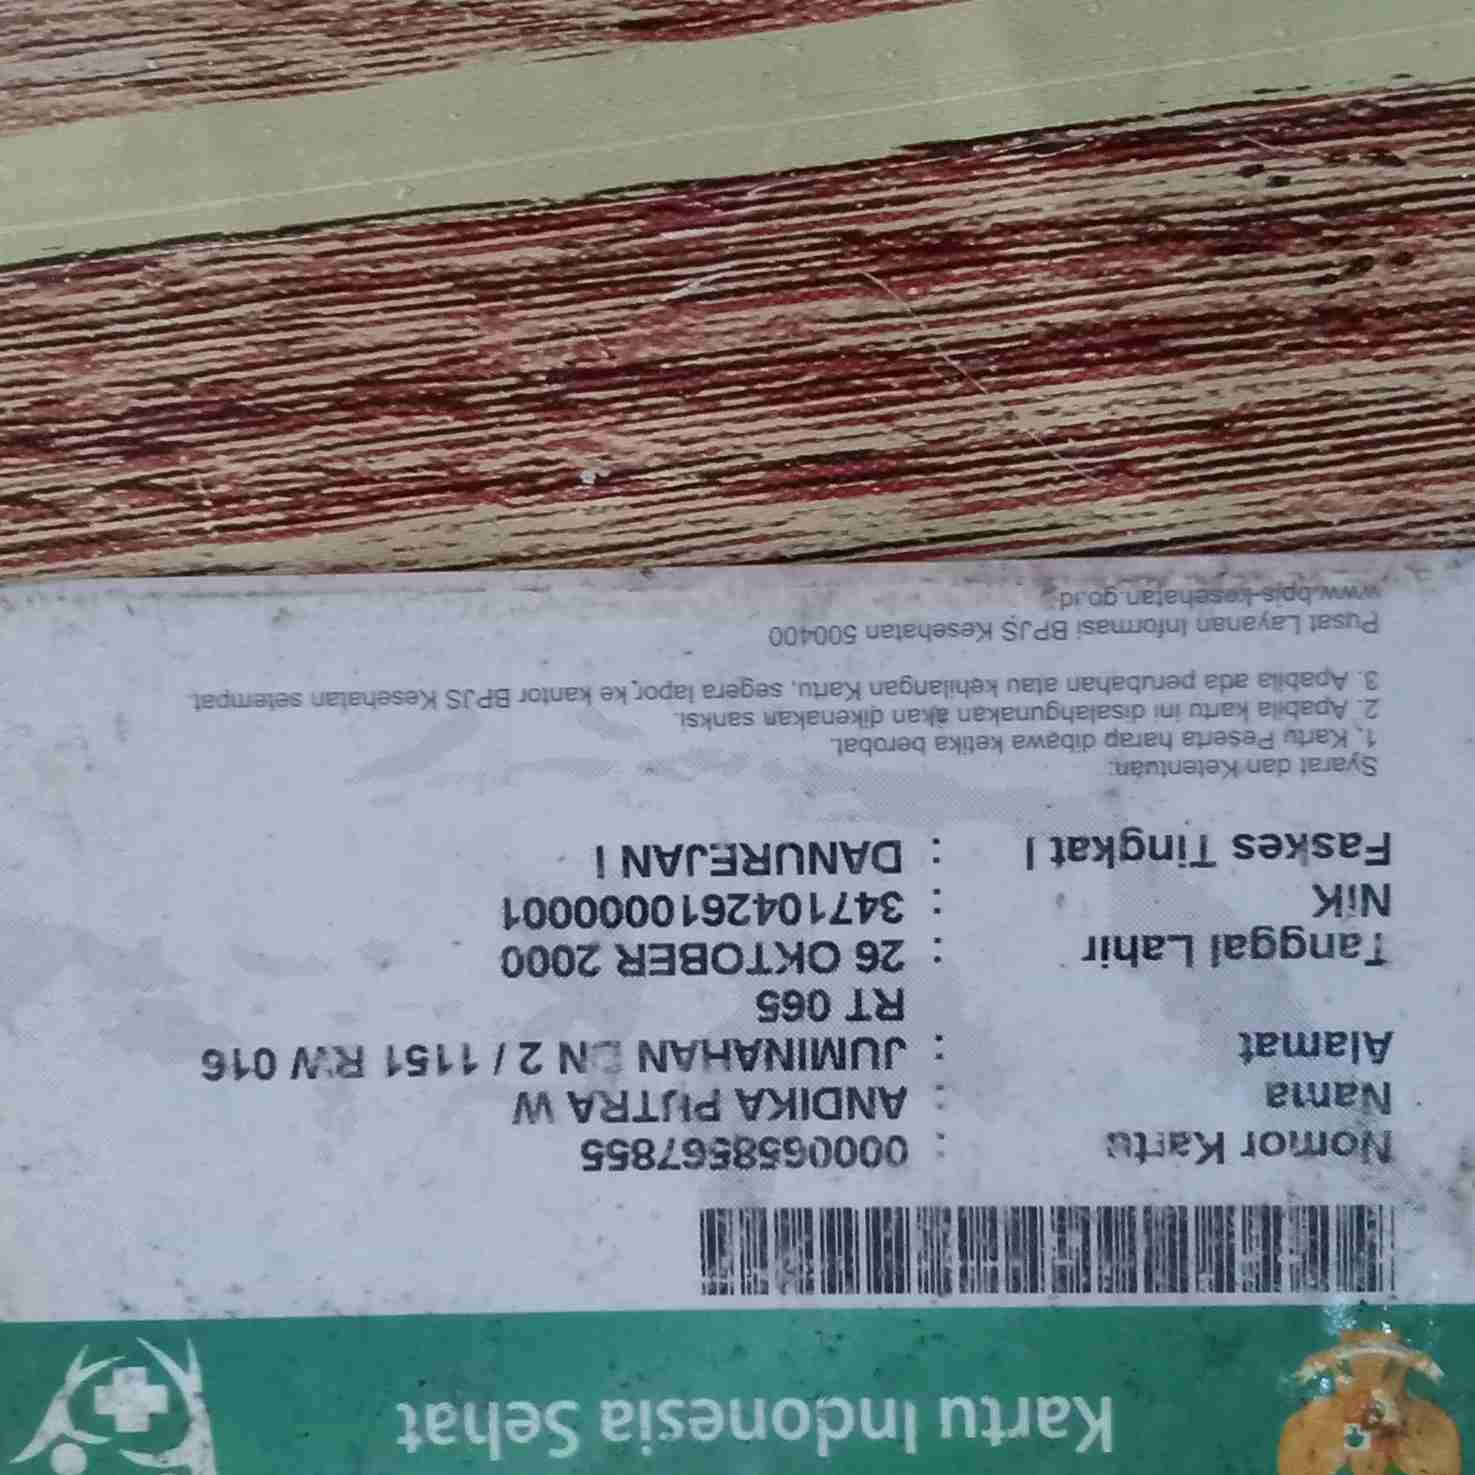 Kartu Indonesia Sehat
Nomor Kartu : 0000658567855
Nama : ANDIKA PUTRA W
Alamat : JUMINAHAN DN 2 / 1151 RW 016
RT 065
Tanggal Lahir : 26 OKTOBER 2000
NIK : 3471042610000001
Faskes Tingkat I : DANUREJAN I
Syarat dan Ketentuan:
1. Kartu Peserta harap dibawa ketika berobat.
2. Apabila kartu ini disalahgunakan akan dikenakan sanksi.
3. Apabila ada perubahan atau kehilangan Kartu, segera lapor ke kantor BPJS Kesehatan setempat.
Pusat Layanan Informasi BPJS Kesehatan 500400
www.bpjs-kesehatan.go.id